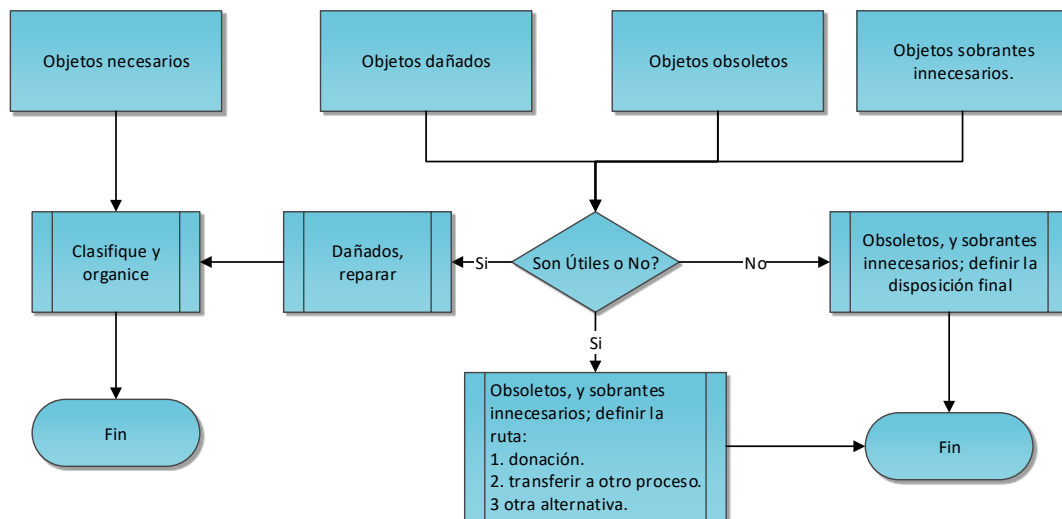 Objetos necesarios
Objetos dañados
Objetos obsoletos
Objetos sobrantes
innecesarios.
Clasifique y
organice
Dañados,
reparar
Si
Son Útiles o No?
No
Obsoletos, y sobrantes
innecesarios; definir la
disposición final
Si
Obsoletos, y sobrantes
innecesarios; definir la
ruta:
1. donación.
2. transferir a otro proceso.
3 otra alternativa.
Fin
Fin